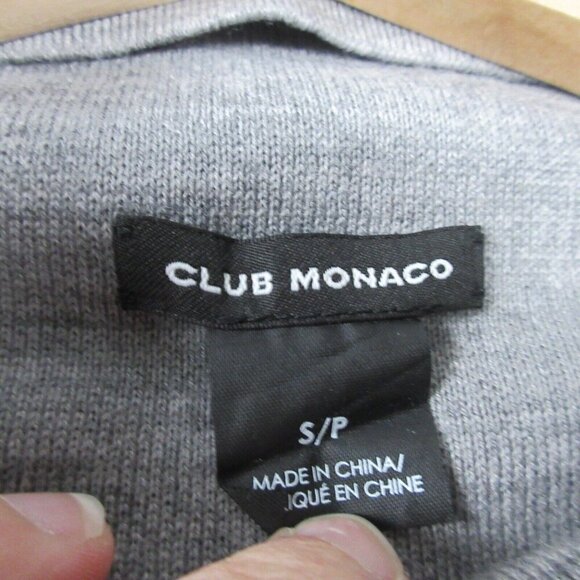 CLUB MONACO
S/P
MADE IN CHINA/
.IQUÉ EN CHINE